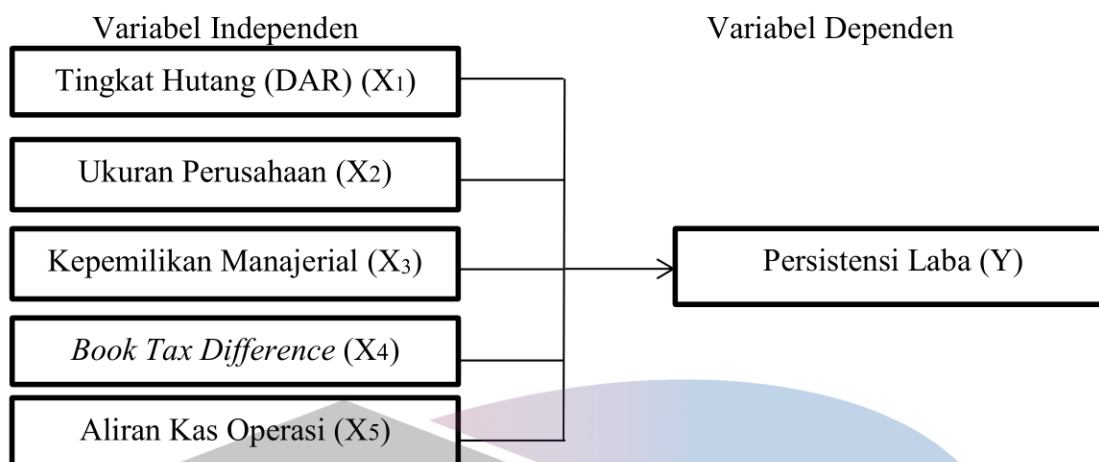 Variabel Independen
Variabel Dependen
Tingkat Hutang (DAR) (X1)
Ukuran Perusahaan (X2)
Kepemilikan Manajerial (X3)
Persistensi Laba (Y)
Book Tax Difference (X4)
Aliran Kas Operasi (X5)